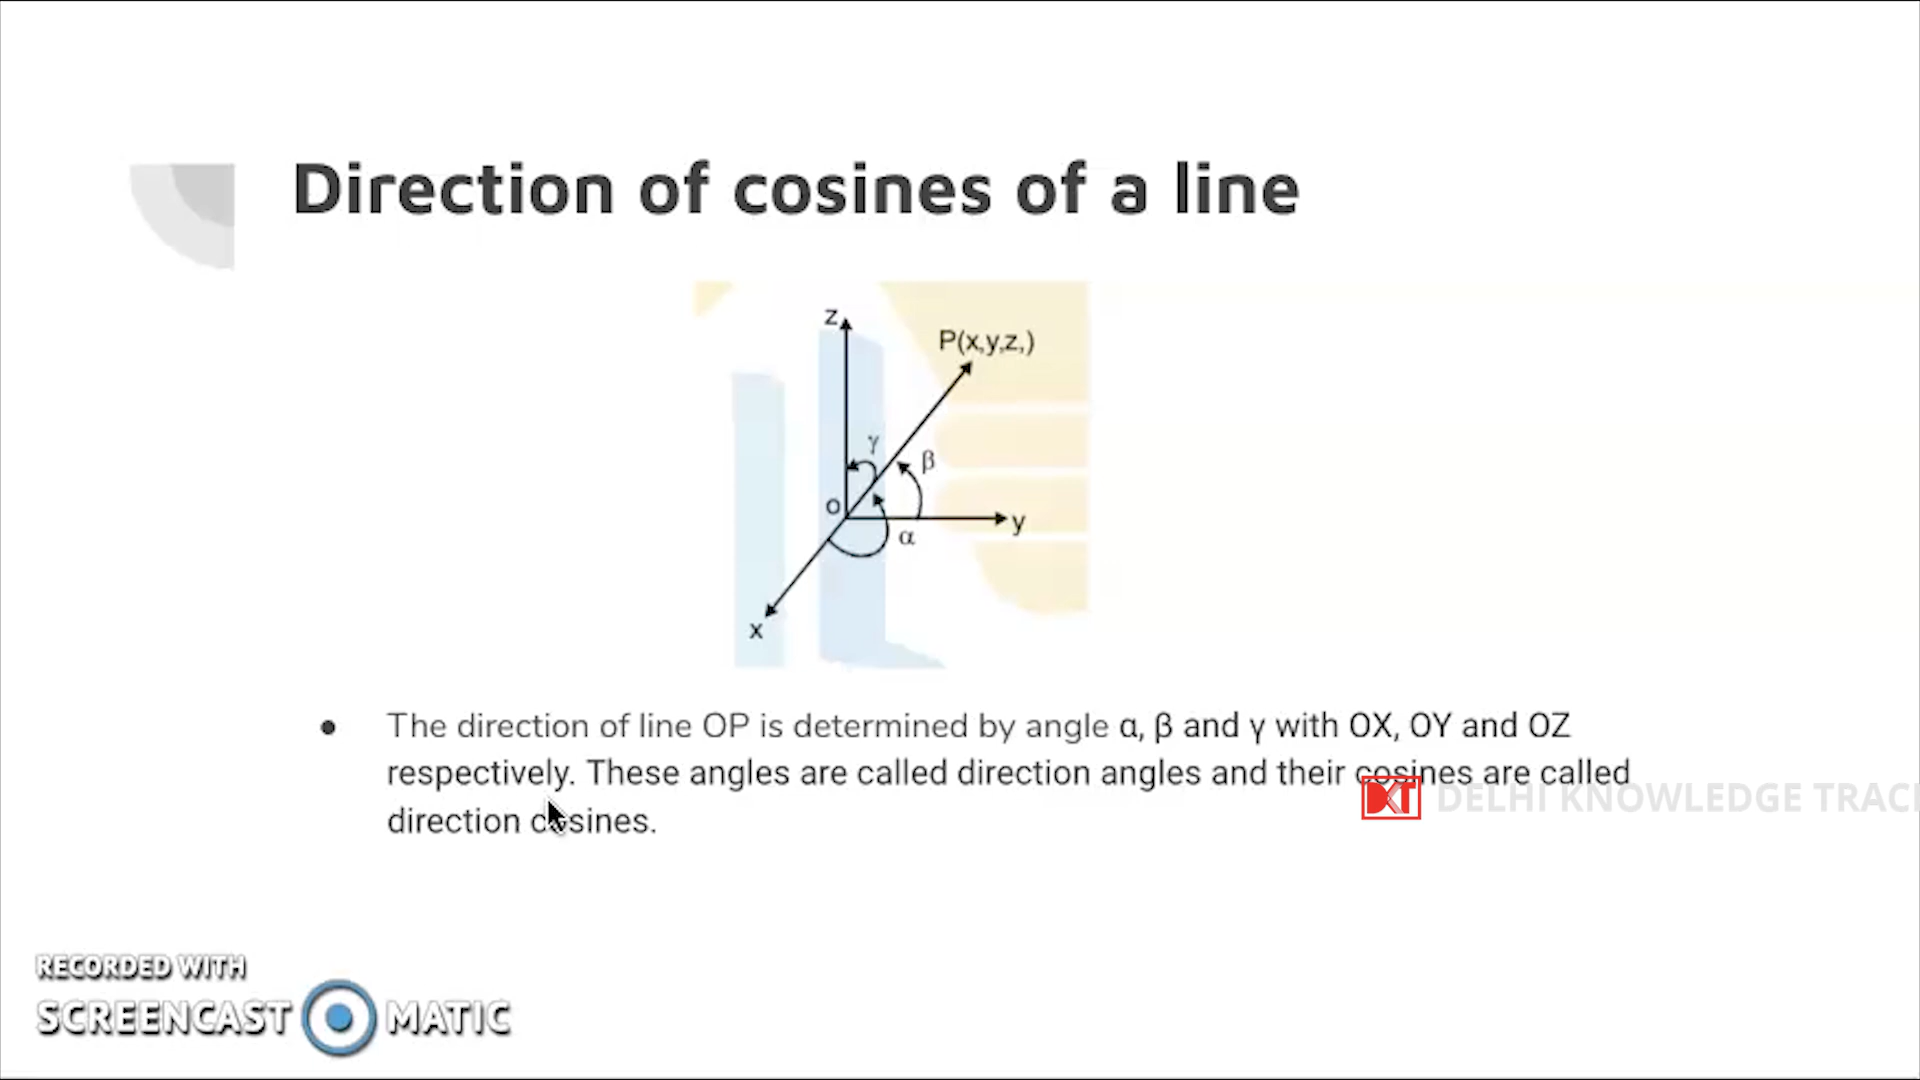 Direction of cosines of a line
z
P(x,y,z,)
γ
β
o
y
α
x
● The direction of line OP is determined by angle α, β and γ with OX, OY and OZ
respectively. These angles are called direction angles and their cosines are called
direction cosines.
DKT DELHI KNOWLEDGE TRAC
RECORDED WITH
SCREENCAST MATIC